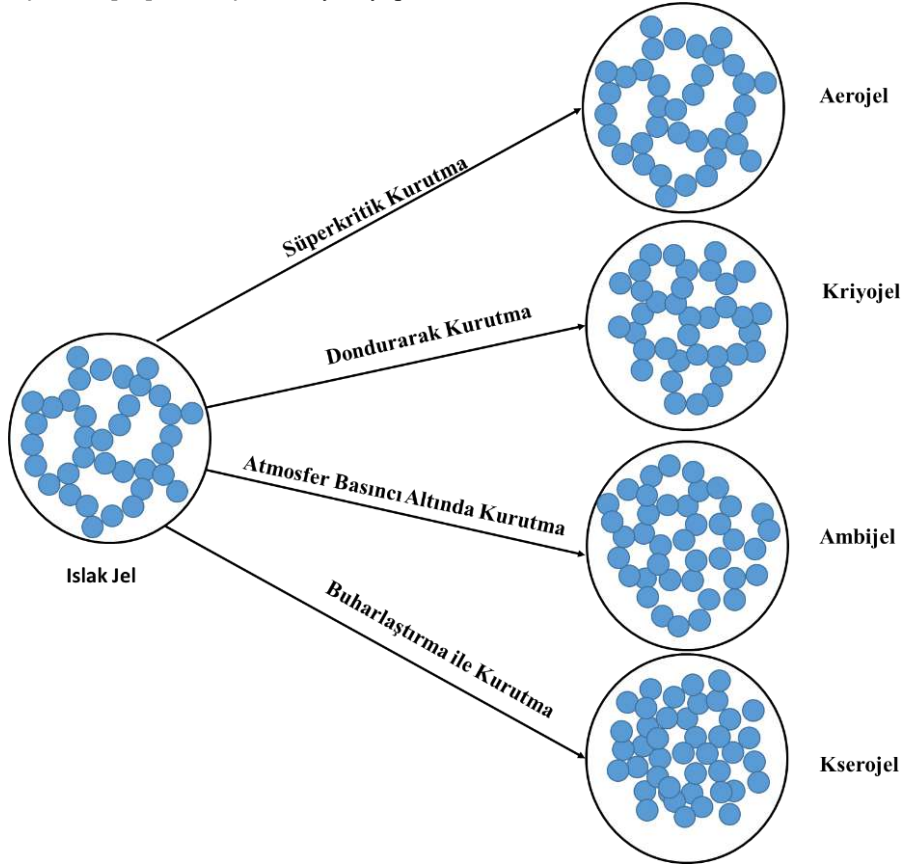 Süperkritik Kurutma
Aerojel
Dondurarak Kurutma
Kriyojel
Islak Jel
Atmosfer Basıncı Altında Kurutma
Ambijel
Buharlaştırma ile Kurutma
Kserojel